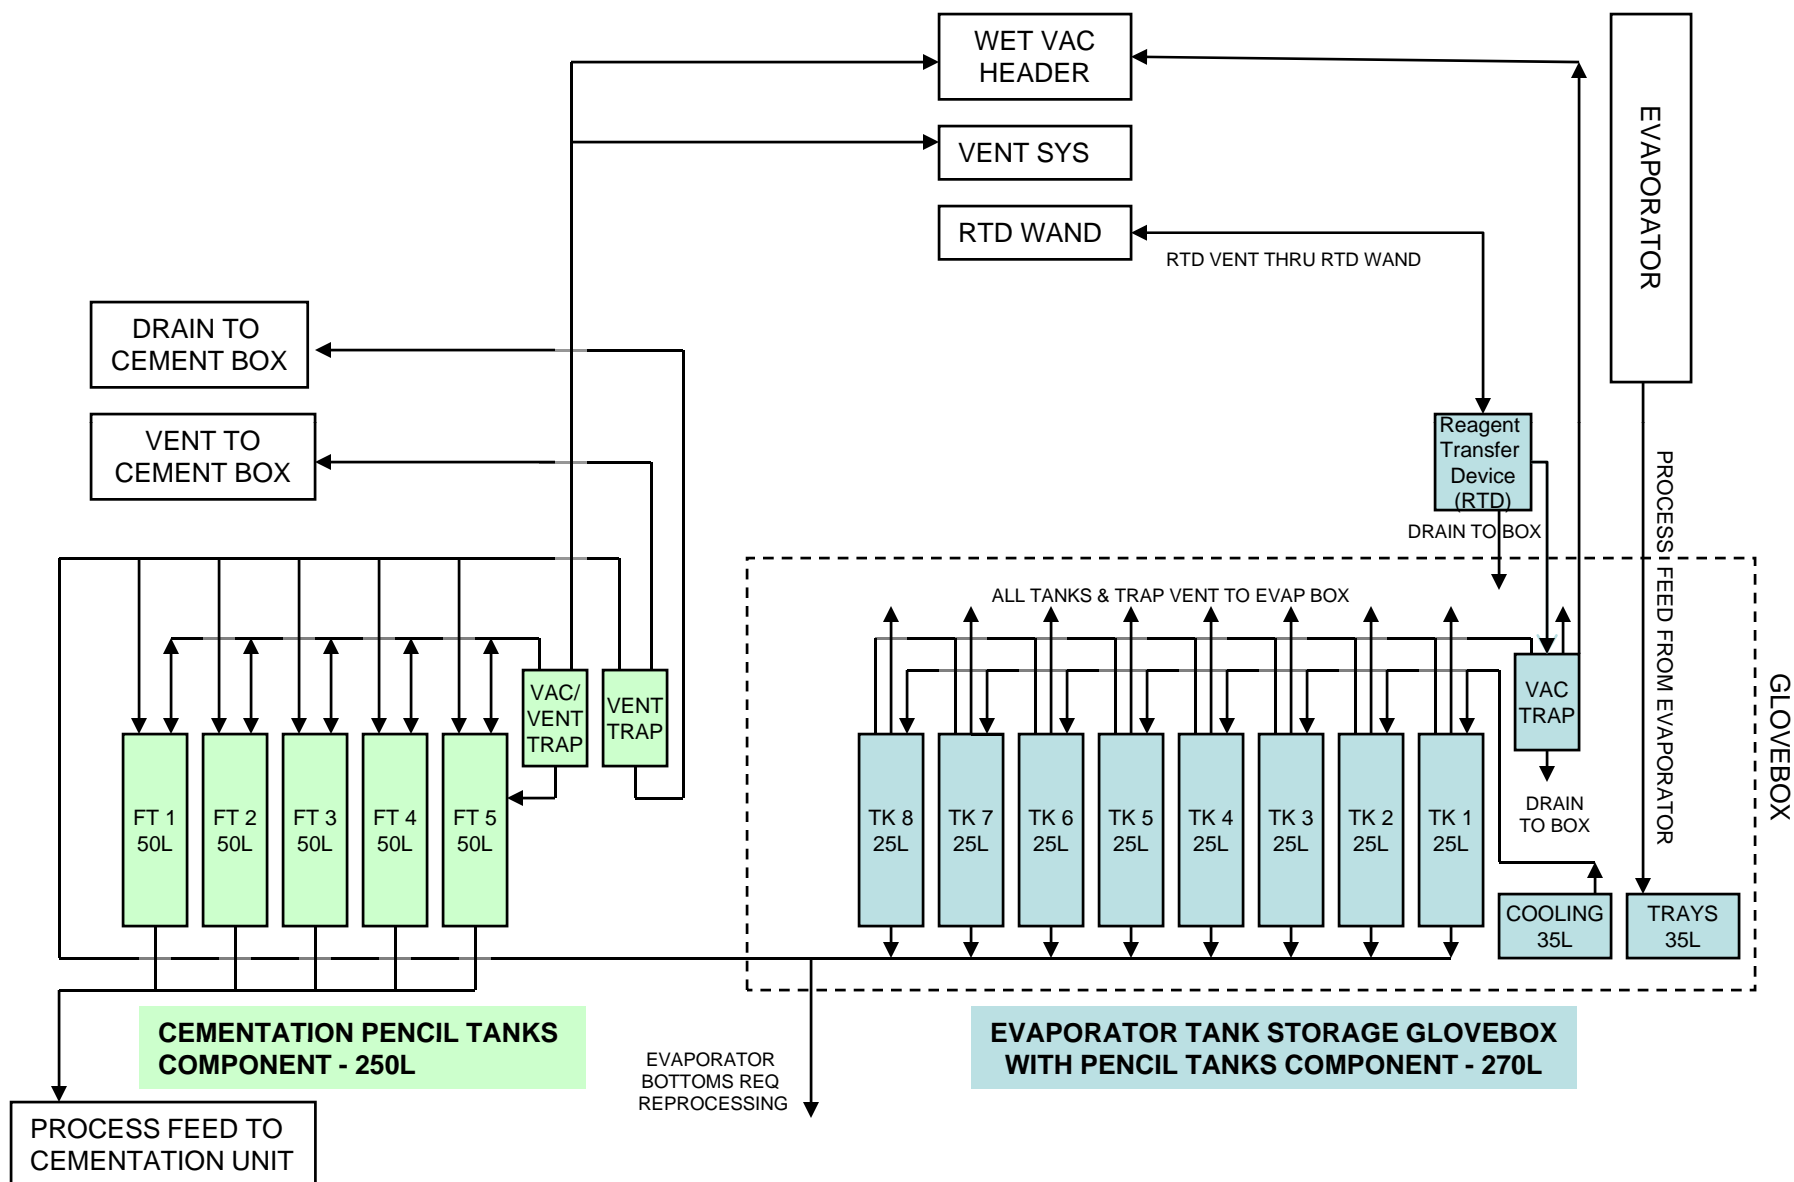 WET VAC
HEADER
VENT SYS
RTD WAND
RTD VENT THRU RTD WAND
EVAPORATOR
DRAIN TO
CEMENT BOX
VENT TO
CEMENT BOX
Reagent
Transfer
Device
(RTD)
DRAIN TO BOX
PROCESS FEED FROM EVAPORATOR
ALL TANKS & TRAP VENT TO EVAP BOX
GLOVEBOX
VAC/
VENT
TRAP
VENT
TRAP
VAC
TRAP
DRAIN
TO BOX
FT 1
50L
FT 2
50L
FT 3
50L
FT 4
50L
FT 5
50L
TK 8
25L
TK 7
25L
TK 6
25L
TK 5
25L
TK 4
25L
TK 3
25L
TK 2
25L
TK 1
25L
COOLING
35L
TRAYS
35L
CEMENTATION PENCIL TANKS
COMPONENT - 250L
EVAPORATOR
BOTTOMS REQ
REPROCESSING
EVAPORATOR TANK STORAGE GLOVEBOX
WITH PENCIL TANKS COMPONENT - 270L
PROCESS FEED TO
CEMENTATION UNIT